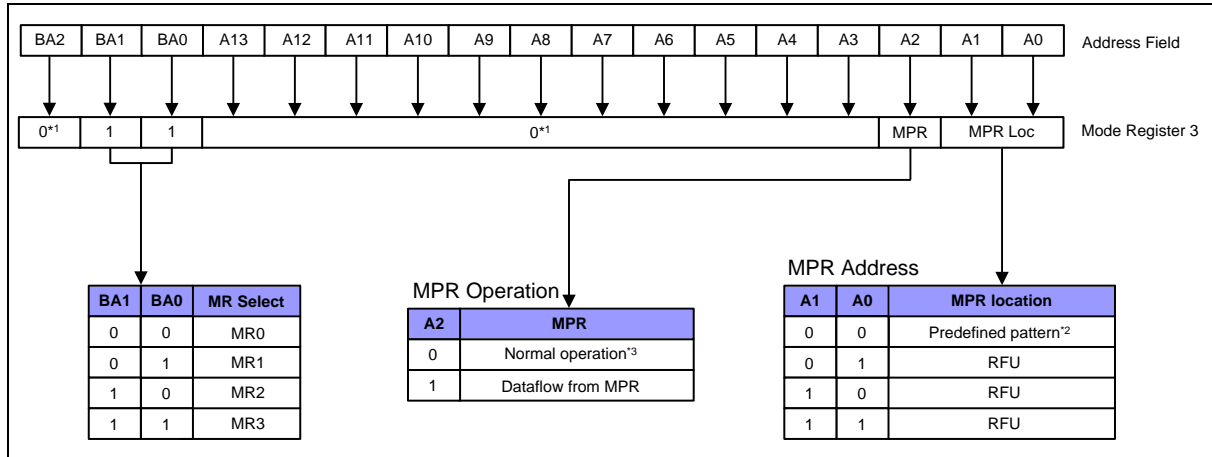 BA2 BA1 BA0 A13 A12 A11 A10 A9 A8 A7 A6 A5 A4 A3 A2 A1 A0 Address Field
0*1 1 1 0*1 MPR MPR Loc Mode Register 3
BA1 BA0 MR Select
0 0 MR0
0 1 MR1
1 0 MR2
1 1 MR3
MPR Operation
A2 MPR
0 Normal operation*3
1 Dataflow from MPR
MPR Address
A1 A0 MPR location
0 0 Predefined pattern*2
0 1 RFU
1 0 RFU
1 1 RFU